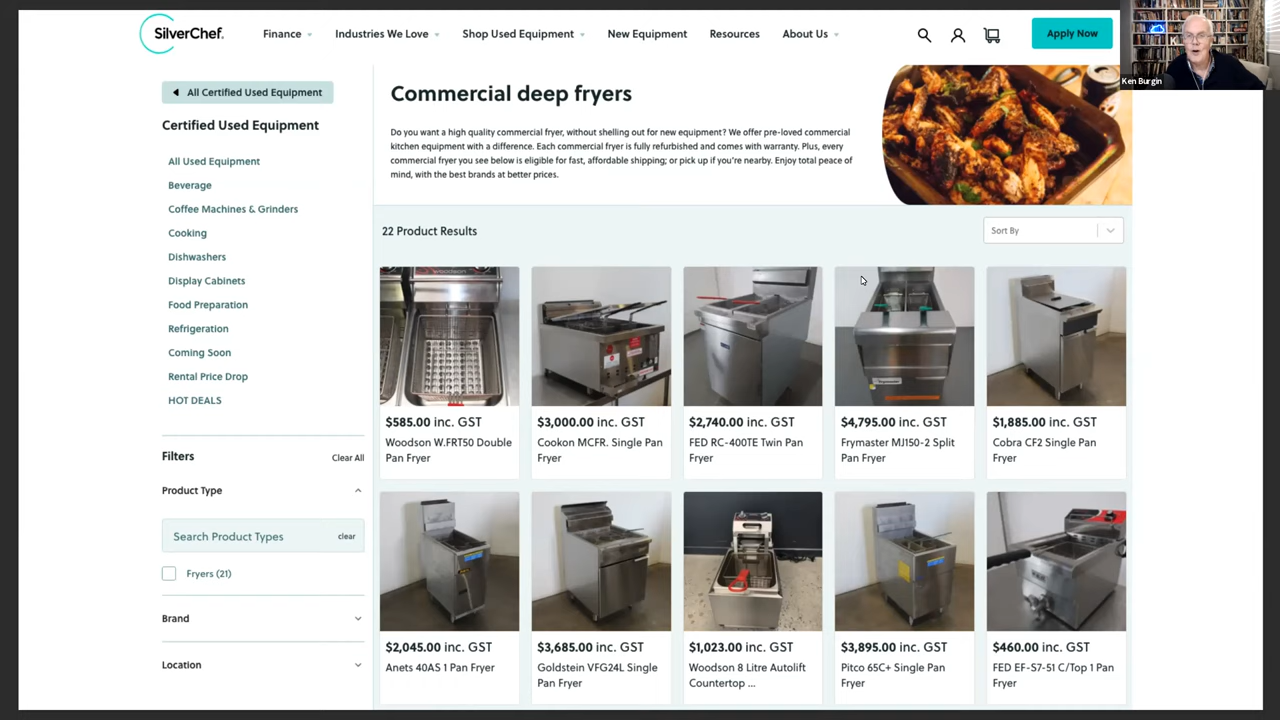 SilverChef.
Finance
Industries We Love
Shop Used Equipment
New Equipment
Resources
About Us
Apply Now
Ken Burgin
All Certified Used Equipment
Certified Used Equipment
All Used Equipment
Beverage
Coffee Machines & Grinders
Cooking
Dishwashers
Display Cabinets
Food Preparation
Refrigeration
Coming Soon
Rental Price Drop
HOT DEALS
Filters
Clear All
Product Type
Search Product Types
clear
Fryers (21)
Brand
Location
Commercial deep fryers
Do you want a high quality commercial fryer, without shelling out for new equipment? We offer pre-loved commercial
kitchen equipment with a difference. Each commercial fryer is fully refurbished and comes with warranty. Plus, every
commercial fryer you see below is eligible for fast, affordable shipping; or pick up if you're nearby. Enjoy total peace of
mind, with the best brands at better prices.
22 Product Results
Sort By
$585.00 inc. GST
Woodson W.FRT50 Double
Pan Fryer
$3,000.00 inc. GST
Cookon MCFR. Single Pan
Fryer
$2,740.00 inc. GST
FED RC-400TE Twin Pan
Fryer
$4,795.00 inc. GST
Frymaster MJ150-2 Split
Pan Fryer
$1,885.00 inc. GST
Cobra CF2 Single Pan
Fryer
$2,045.00 inc. GST
Anets 40AS 1 Pan Fryer
$3,685.00 inc. GST
Goldstein VFG24L Single
Pan Fryer
$1,023.00 inc. GST
Woodson 8 Litre Autolift
Countertop ...
$3,895.00 inc. GST
Pitco 65C+ Single Pan
Fryer
$460.00 inc. GST
FED EF-S7-51 C/Top 1 Pan
Fryer